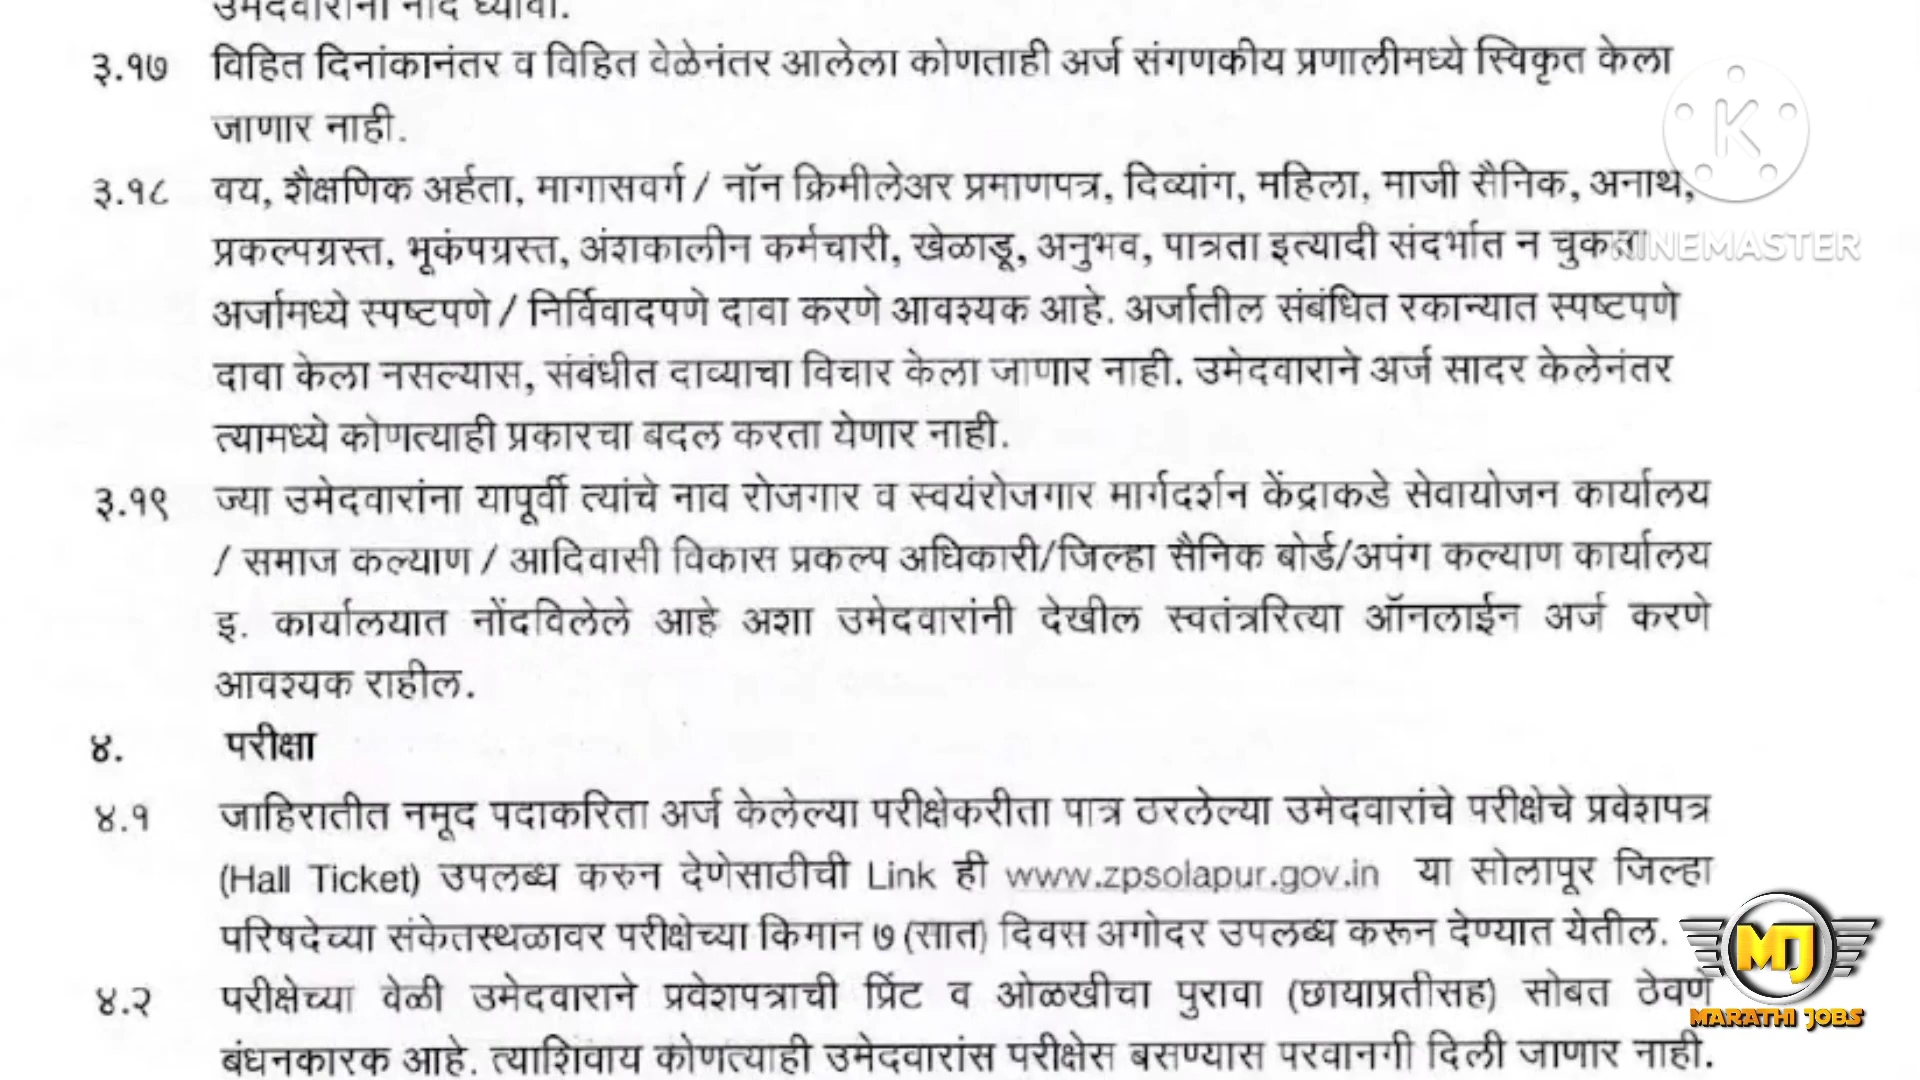 उमेदवारांनी नोंद घ्यावी.
३.१७ विहित दिनांकानंतर व विहित वेळेनंतर आलेला कोणताही अर्ज संगणकीय प्रणालीमध्ये स्विकृत केला
जाणार नाही.
३.१८ वय, शैक्षणिक अर्हता, मागासवर्ग / नॉन क्रिमीलेअर प्रमाणपत्र, दिव्यांग, महिला, माजी सैनिक, अनाथ,
प्रकल्पग्रस्त, भूकंपग्रस्त, अंशकालीन कर्मचारी, खेळाडू, अनुभव, पात्रता इत्यादी संदर्भात न चुकता
अर्जामध्ये स्पष्टपणे / निर्विवादपणे दावा करणे आवश्यक आहे. अर्जातील संबंधित रकान्यात स्पष्टपणे
दावा केला नसल्यास, संबंधीत दाव्याचा विचार केला जाणार नाही. उमेदवाराने अर्ज सादर केलेनंतर
त्यामध्ये कोणत्याही प्रकारचा बदल करता येणार नाही.
३.१९ ज्या उमेदवारांना यापूर्वी त्यांचे नाव रोजगार व स्वयंरोजगार मार्गदर्शन केंद्राकडे सेवायोजन कार्यालय
/ समाज कल्याण / आदिवासी विकास प्रकल्प अधिकारी/जिल्हा सैनिक बोर्ड/अपंग कल्याण कार्यालय
इ. कार्यालयात नोंदविलेले आहे अशा उमेदवारांनी देखील स्वतंत्ररित्या ऑनलाईन अर्ज करणे
आवश्यक राहील.
४. परीक्षा
४.१ जाहिरातीत नमूद पदाकरिता अर्ज केलेल्या परीक्षेकरीता पात्र ठरलेल्या उमेदवारांचे परीक्षेचे प्रवेशपत्र
(Hall Ticket) उपलब्ध करुन देणेसाठीची Link ही www.zpsolapur.gov.in या सोलापूर जिल्हा
परिषदेच्या संकेतस्थळावर परीक्षेच्या किमान ७ (सात) दिवस अगोदर उपलब्ध करून देण्यात येतील.
४.२ परीक्षेच्या वेळी उमेदवाराने प्रवेशपत्राची प्रिंट व ओळखीचा पुरावा (छायाप्रतीसह) सोबत ठेवणे
बंधनकारक आहे. त्याशिवाय कोणत्याही उमेदवारांस परीक्षेस बसण्यास परवानगी दिली जाणार नाही.
K
KINEMASTER
MJ
MARATHI JOBS